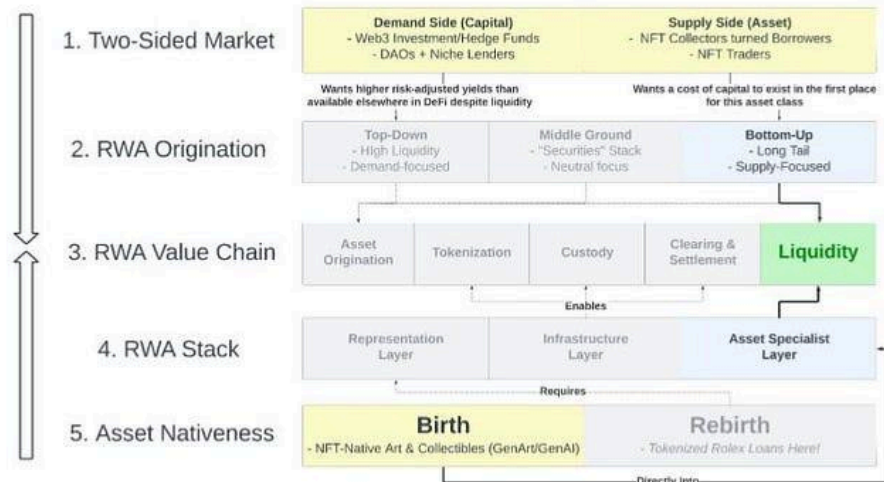 1. Two-Sided Market
Demand Side (Capital)
- Web3 Investment/Hedge Funds
- DAOs + Niche Lenders
Supply Side (Asset)
- NFT Collectors turned Borrowers
- NFT Traders
Wants higher risk-adjusted yields than
available elsewhere in DeFi despite liquidity
Wants a cost of capital to exist in the first place
for this asset class
2. RWA Origination
Top-Down
- High Liquidity
- Demand-focused
Middle Ground
- "Securities" Stack
- Neutral focus
Bottom-Up
- Long Tail
- Supply-Focused
3. RWA Value Chain
Asset
Origination
Tokenization
Custody
Clearing &
Settlement
Liquidity
Enables
4. RWA Stack
Representation
Layer
Infrastructure
Layer
Asset Specialist
Layer
Requires
5. Asset Nativeness
Birth
- NFT-Native Art & Collectibles (GenArt/GenAI)
Rebirth
- Tokenized Rolex Loans Here!
Directly Into